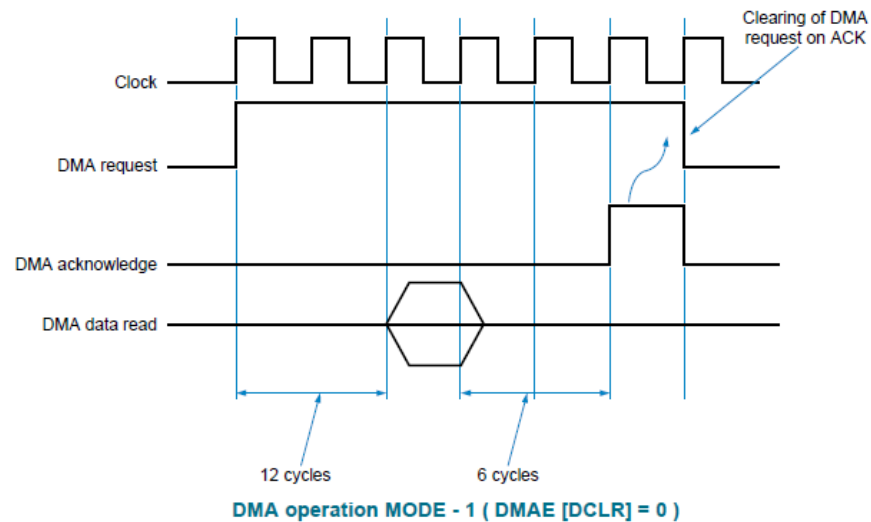 Clearing of DMA
request on ACK
Clock
DMA request
DMA acknowledge
DMA data read
12 cycles
6 cycles
DMA operation MODE - 1 ( DMAE [DCLR] = 0 )